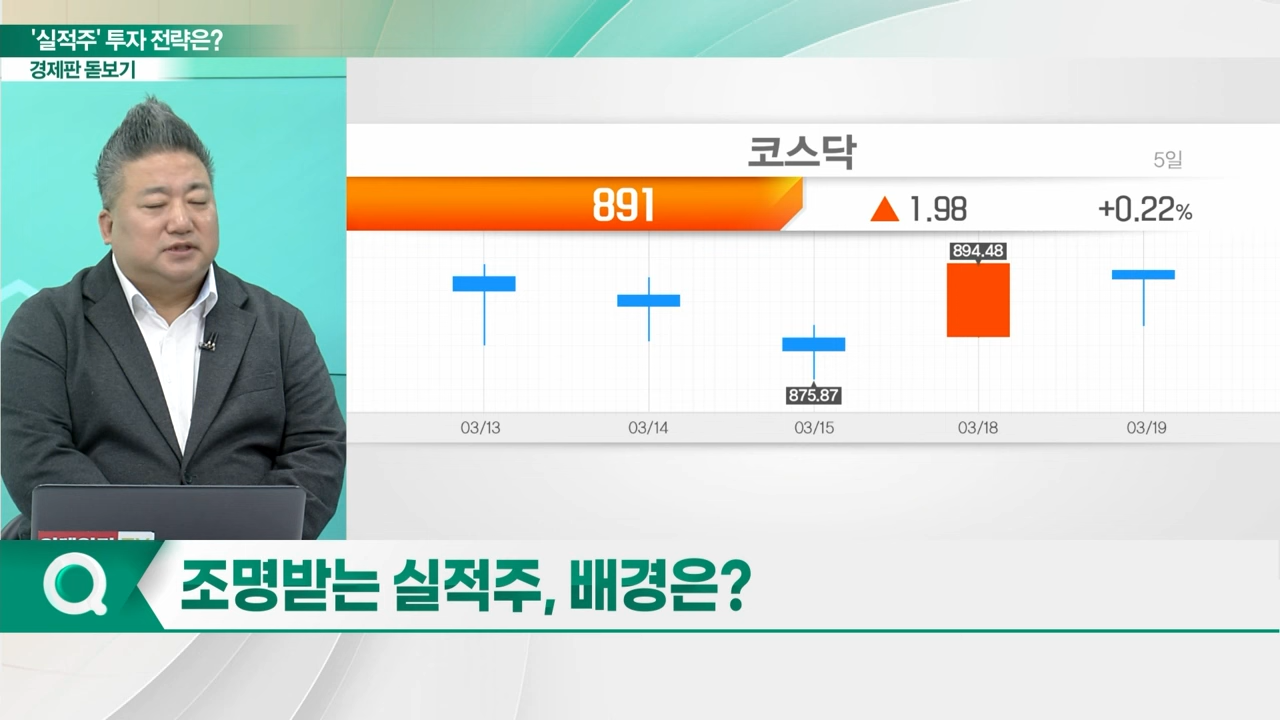 '실적주' 투자 전략은?
경제판 돋보기
코스닥
5일
891 ▲ 1.98 +0.22%
894.48
875.87
03/13 03/14 03/15 03/18 03/19
조명받는 실적주, 배경은?